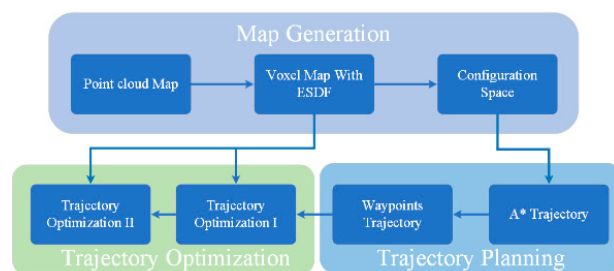 Map Generation
Point cloud Map
Voxel Map With
ESDF
Configuration
Space
Trajectory
Optimization II
Trajectory
Optimization I
Waypoints
Trajectory
A* Trajectory
Trajectory Optimization
Trajectory Planning